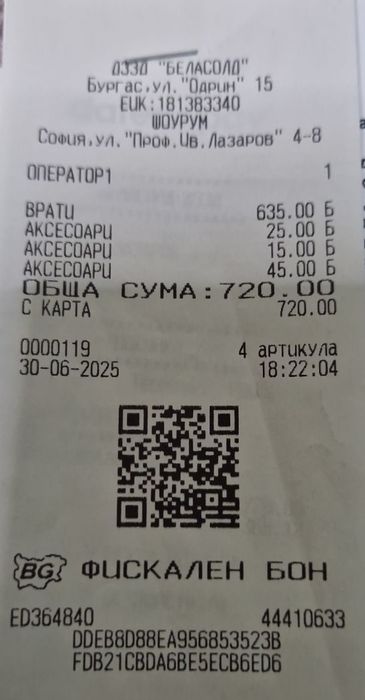 ДЗЗД "БЕЛАСОЛД"
Бургас,ул."Одрин" 15
ЕИК:181383340
ШОУРУМ
София,ул."Проф.Ив.Лазаров" 4-8
ОПЕРАТОР1 1
ВРАТИ 635.00 Б
АКСЕСОАРИ 25.00 Б
АКСЕСОАРИ 15.00 Б
АКСЕСОАРИ 45.00 Б
ОБЩА СУМА:720.00
С КАРТА 720.00
0000119 4 артикула
30-06-2025 18:22:04
BG ФИСКАЛЕН БОН
ED364840 44410633
DDEB8D88EA956853523B
FDB21CBDA6BE5ECB6ED6